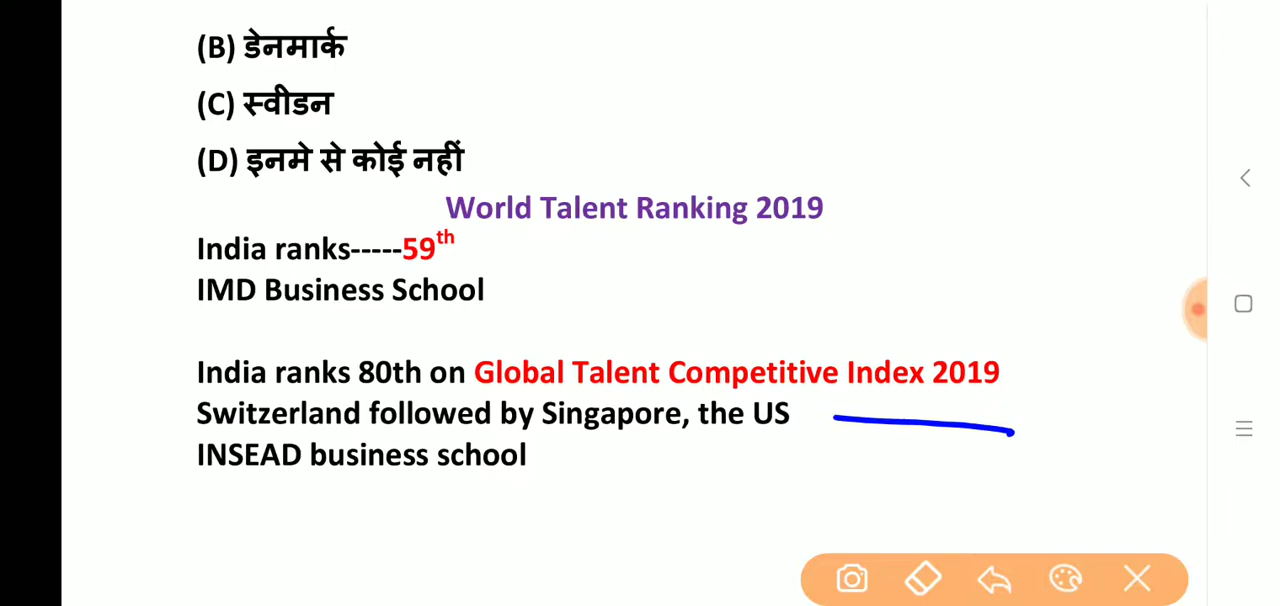 (B) डेनमार्क
(C) स्वीडन
(D) इनमे से कोई नहीं
World Talent Ranking 2019
India ranks-----59th
IMD Business School
India ranks 80th on Global Talent Competitive Index 2019
Switzerland followed by Singapore, the US
INSEAD business school